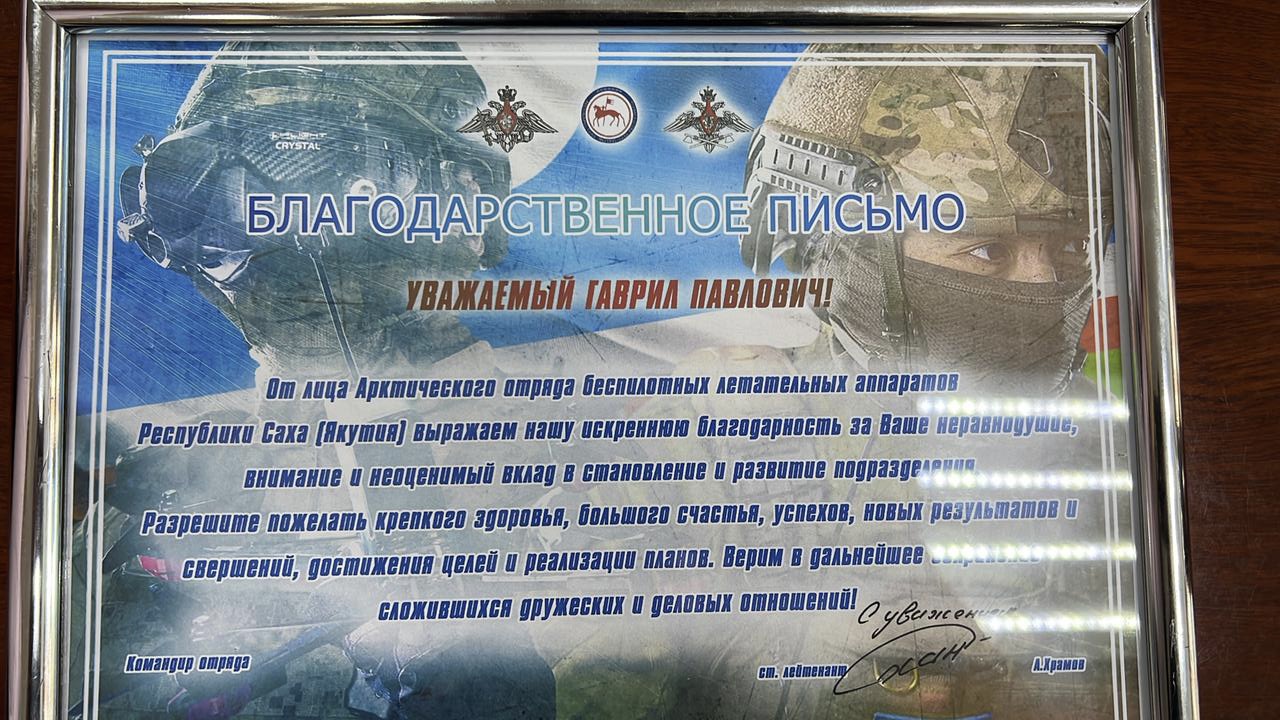 CRYSTAL
БЛАГОДАРСТВЕННОЕ ПИСЬМО
УВАЖАЕМЫЙ ГАВРИЛ ПАВЛОВИЧ!
От лица Арктического отряда беспилотных летательных аппаратов
Республики Саха (Якутия) выражаем нашу искреннюю благодарность за Ваше неравнодушие,
внимание и неоценимый вклад в становление и развитие подразделения.
Разрешите пожелать крепкого здоровья, большого счастья, успехов, новых результатов и
свершений, достижения целей и реализации планов. Верим в дальнейшее
сложившихся дружеских и деловых отношений!
С уважением
Командир отряда ст. лейтенант А.Храмов